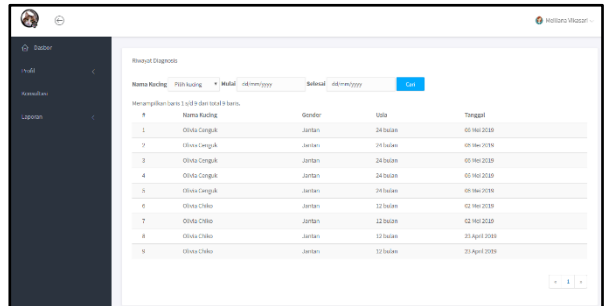 Melliana Vikasari
Dasbor
Profil
Konsultasi
Laporan
Riwayat Diagnosis
Nama Kucing Pilih kucing Mulai dd/mm/yyyy Selesai dd/mm/yyyy Cari
Menampilkan baris 1 s/d 9 dari total 9 baris.
# Nama Kucing Gender Usia Tanggal
1 Olivia Cenguk Jantan 24 bulan 05 Mei 2019
2 Olivia Cenguk Jantan 24 bulan 05 Mei 2019
3 Olivia Cenguk Jantan 24 bulan 05 Mei 2019
4 Olivia Cenguk Jantan 24 bulan 05 Mei 2019
5 Olivia Cenguk Jantan 24 bulan 05 Mei 2019
6 Olivia Chiko Jantan 12 bulan 02 Mei 2019
7 Olivia Chiko Jantan 12 bulan 02 Mei 2019
8 Olivia Chiko Jantan 12 bulan 23 April 2019
9 Olivia Chiko Jantan 12 bulan 23 April 2019
« 1 »